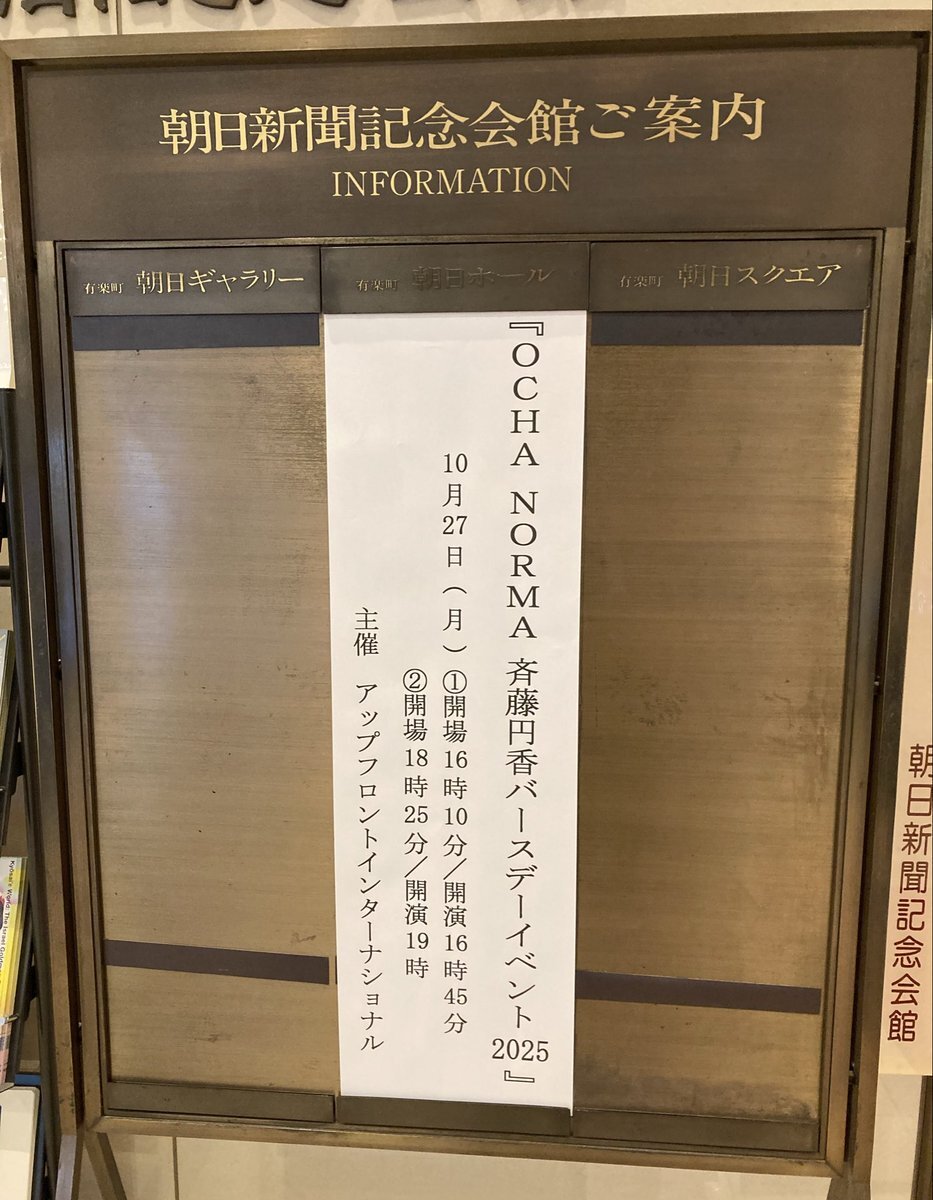 朝日新聞記念会館ご案内
INFORMATION
有楽町 朝日ギャラリー
有楽町 朝日ホール
有楽町 朝日スクエア
『OCHA NORMA 斉藤円香バースデーイベント2025』
10月27日(月)①開場16時10分/開演16時45分
②開場18時25分/開演19時
主催 アップフロントインターナショナル
朝日新聞記念会館